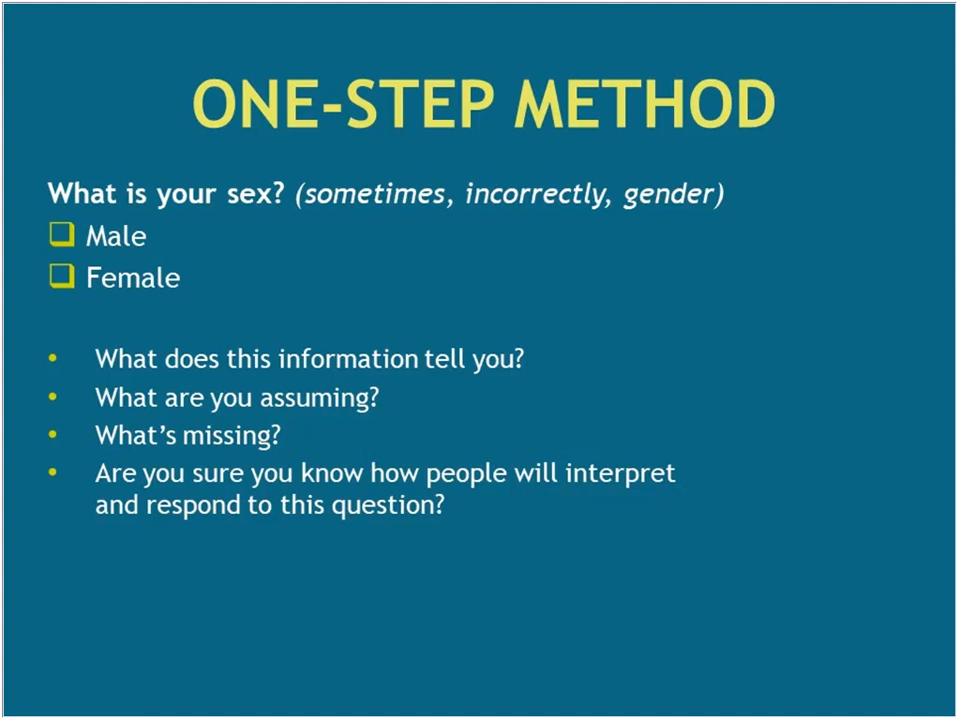 ONE-STEP METHOD
What is your sex? (sometimes, incorrectly, gender)
❑ Male
❑ Female
• What does this information tell you?
• What are you assuming?
• What’s missing?
• Are you sure you know how people will interpret
and respond to this question?